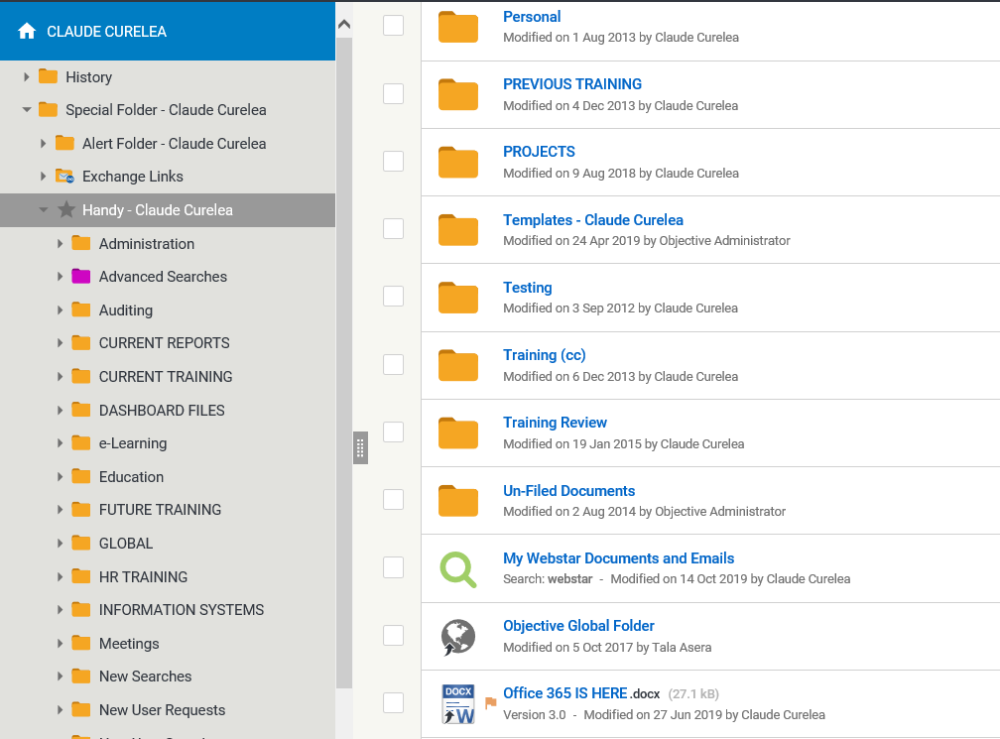 CLAUDE CURELEA
History
Special Folder - Claude Curelea
Alert Folder - Claude Curelea
Exchange Links
Handy - Claude Curelea
Administration
Advanced Searches
Auditing
CURRENT REPORTS
CURRENT TRAINING
DASHBOARD FILES
e-Learning
Education
FUTURE TRAINING
GLOBAL
HR TRAINING
INFORMATION SYSTEMS
Meetings
New Searches
New User Requests
Personal
Modified on 1 Aug 2013 by Claude Curelea
PREVIOUS TRAINING
Modified on 4 Dec 2013 by Claude Curelea
PROJECTS
Modified on 9 Aug 2018 by Claude Curelea
Templates - Claude Curelea
Modified on 24 Apr 2019 by Objective Administrator
Testing
Modified on 3 Sep 2012 by Claude Curelea
Training (cc)
Modified on 6 Dec 2013 by Claude Curelea
Training Review
Modified on 19 Jan 2015 by Claude Curelea
Un-Filed Documents
Modified on 2 Aug 2014 by Objective Administrator
My Webstar Documents and Emails
Search: webstar - Modified on 14 Oct 2019 by Claude Curelea
Objective Global Folder
Modified on 5 Oct 2017 by Tala Asera
DOCX
W
Office 365 IS HERE .docx (27.1 kB)
Version 3.0 - Modified on 27 Jun 2019 by Claude Curelea